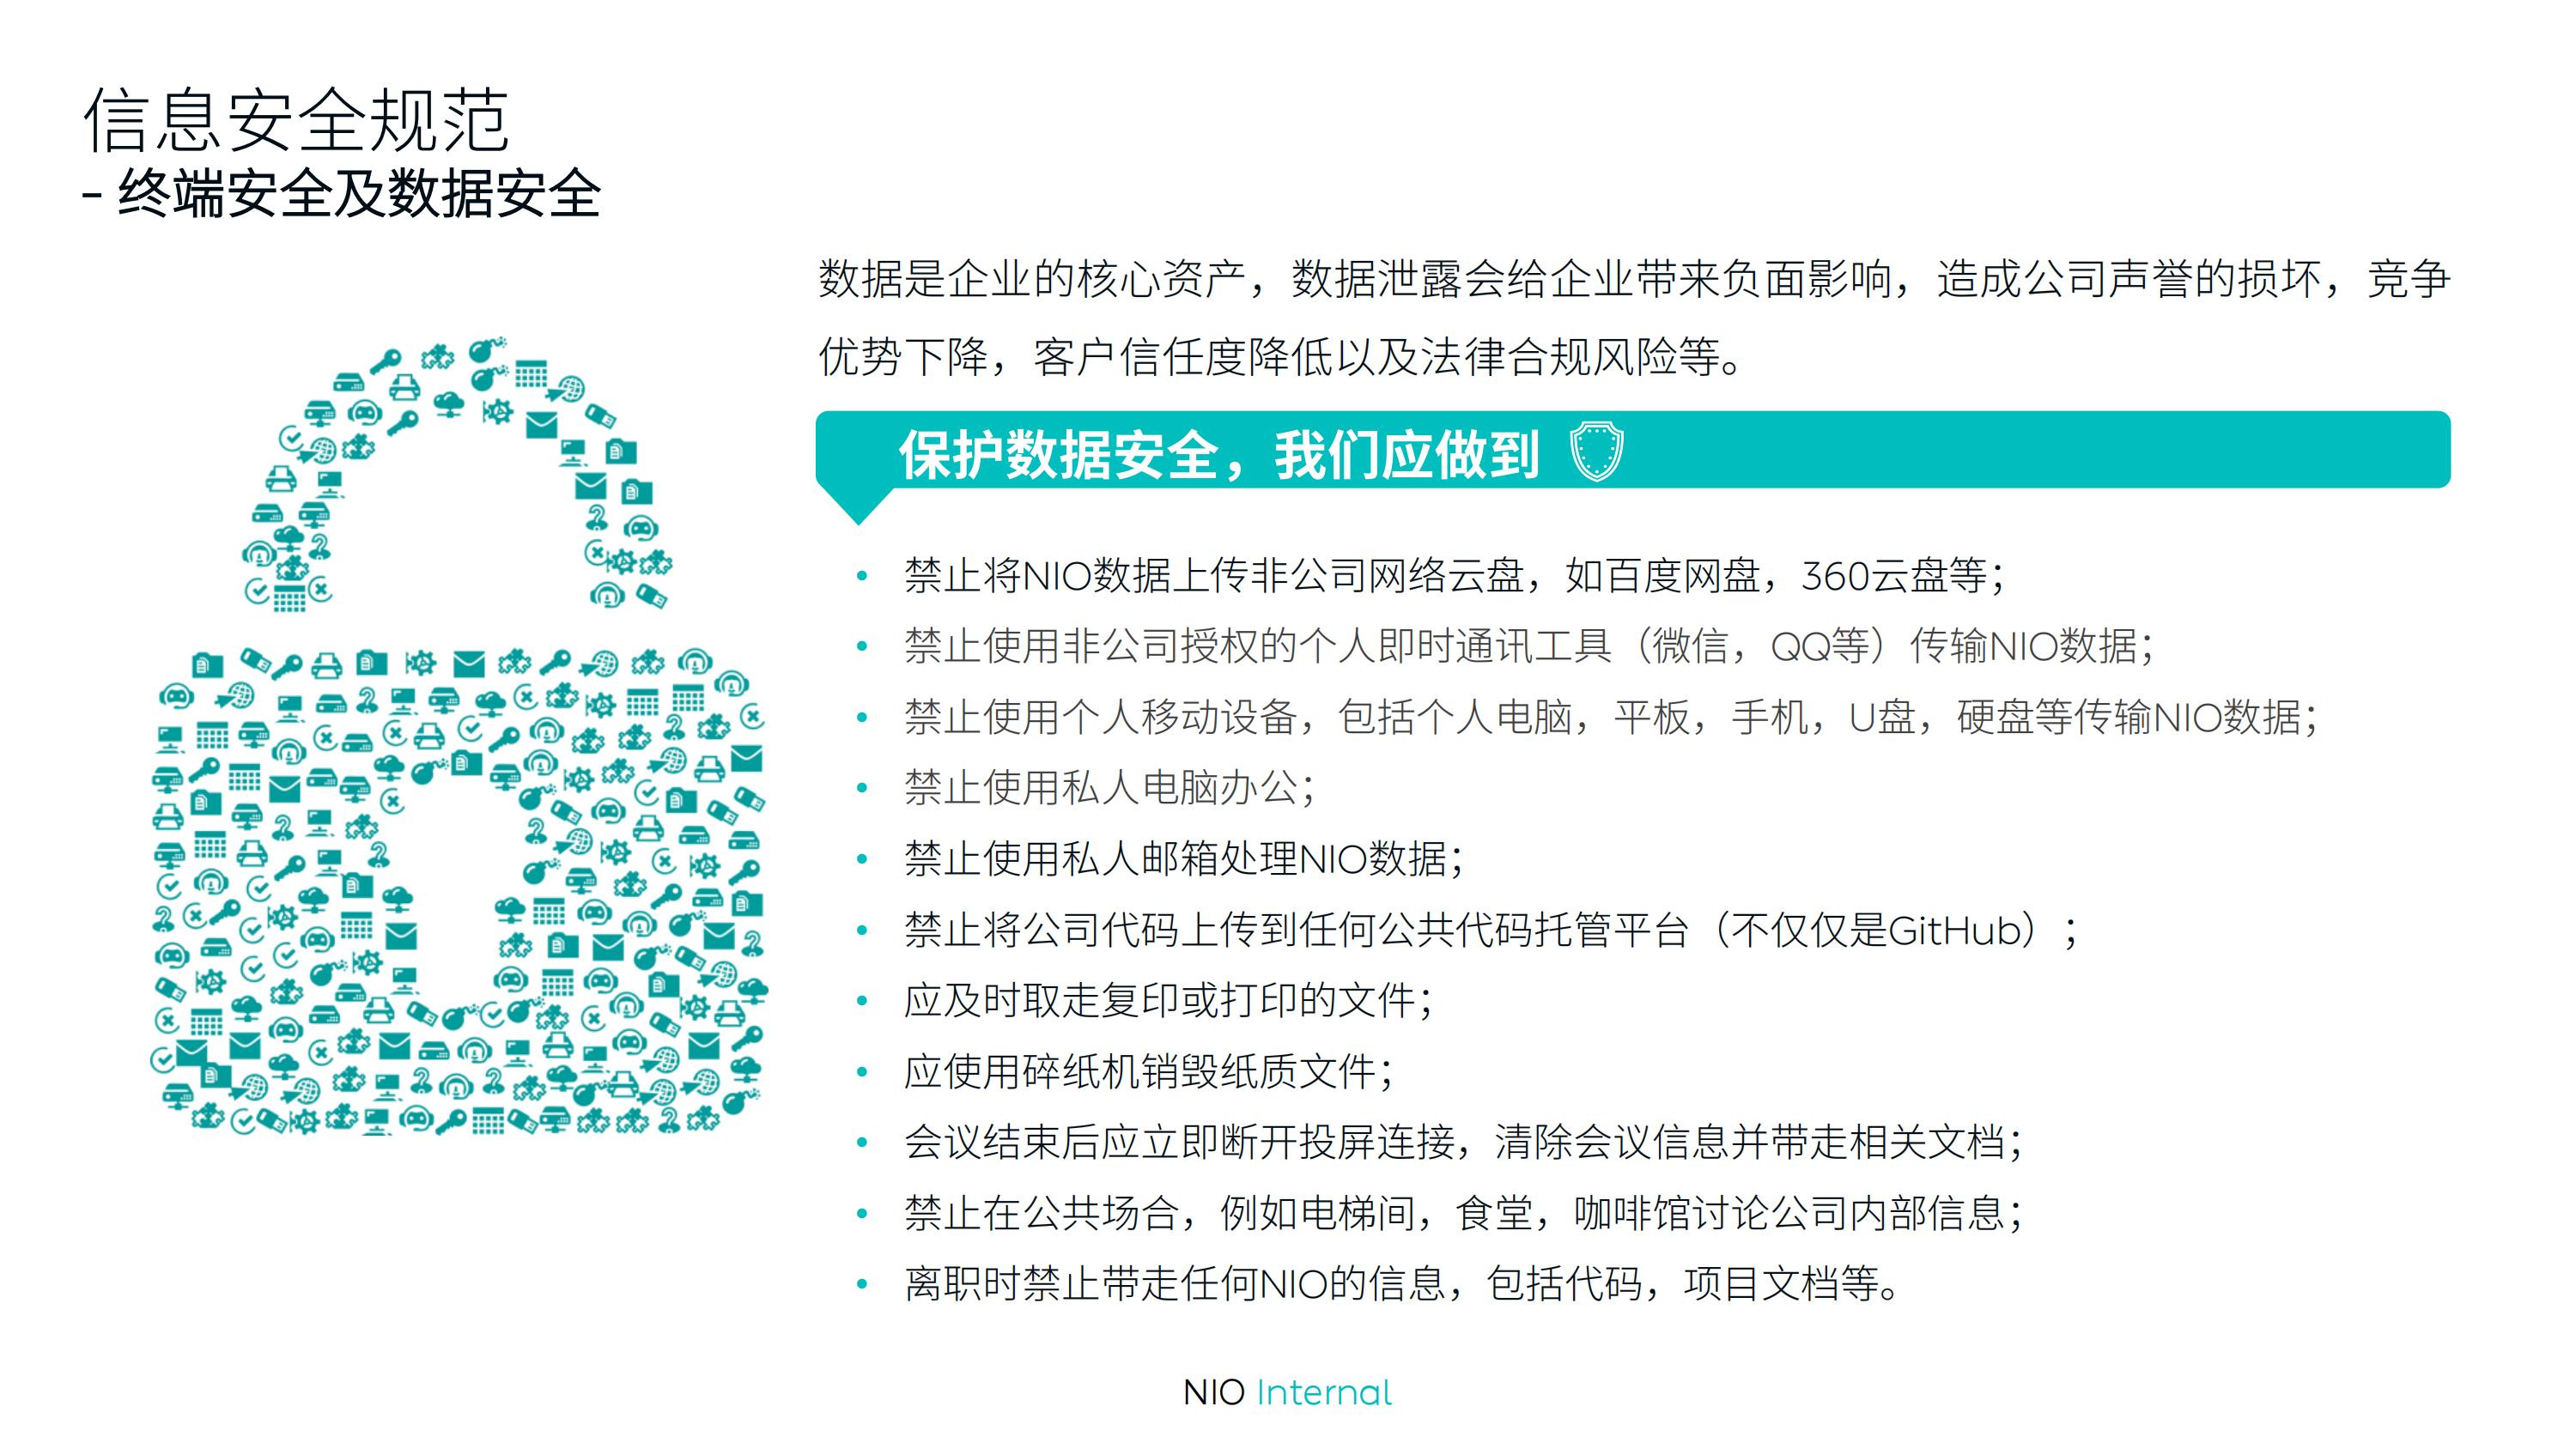 信息安全规范
- 终端安全及数据安全
数据是企业的核心资产，数据泄露会给企业带来负面影响，造成公司声誉的损坏，竞争
优势下降，客户信任度降低以及法律合规风险等。
保护数据安全，我们应做到
• 禁止将NIO数据上传非公司网络云盘，如百度网盘，360云盘等；
• 禁止使用非公司授权的个人即时通讯工具（微信，QQ等）传输NIO数据；
• 禁止使用个人移动设备，包括个人电脑，平板，手机，U盘，硬盘等传输NIO数据；
• 禁止使用私人电脑办公；
• 禁止使用私人邮箱处理NIO数据；
• 禁止将公司代码上传到任何公共代码托管平台（不仅仅是GitHub）；
• 应及时取走复印或打印的文件；
• 应使用碎纸机销毁纸质文件；
• 会议结束后应立即断开投屏连接，清除会议信息并带走相关文档；
• 禁止在公共场合，例如电梯间，食堂，咖啡馆讨论公司内部信息；
• 离职时禁止带走任何NIO的信息，包括代码，项目文档等。
NIO Internal